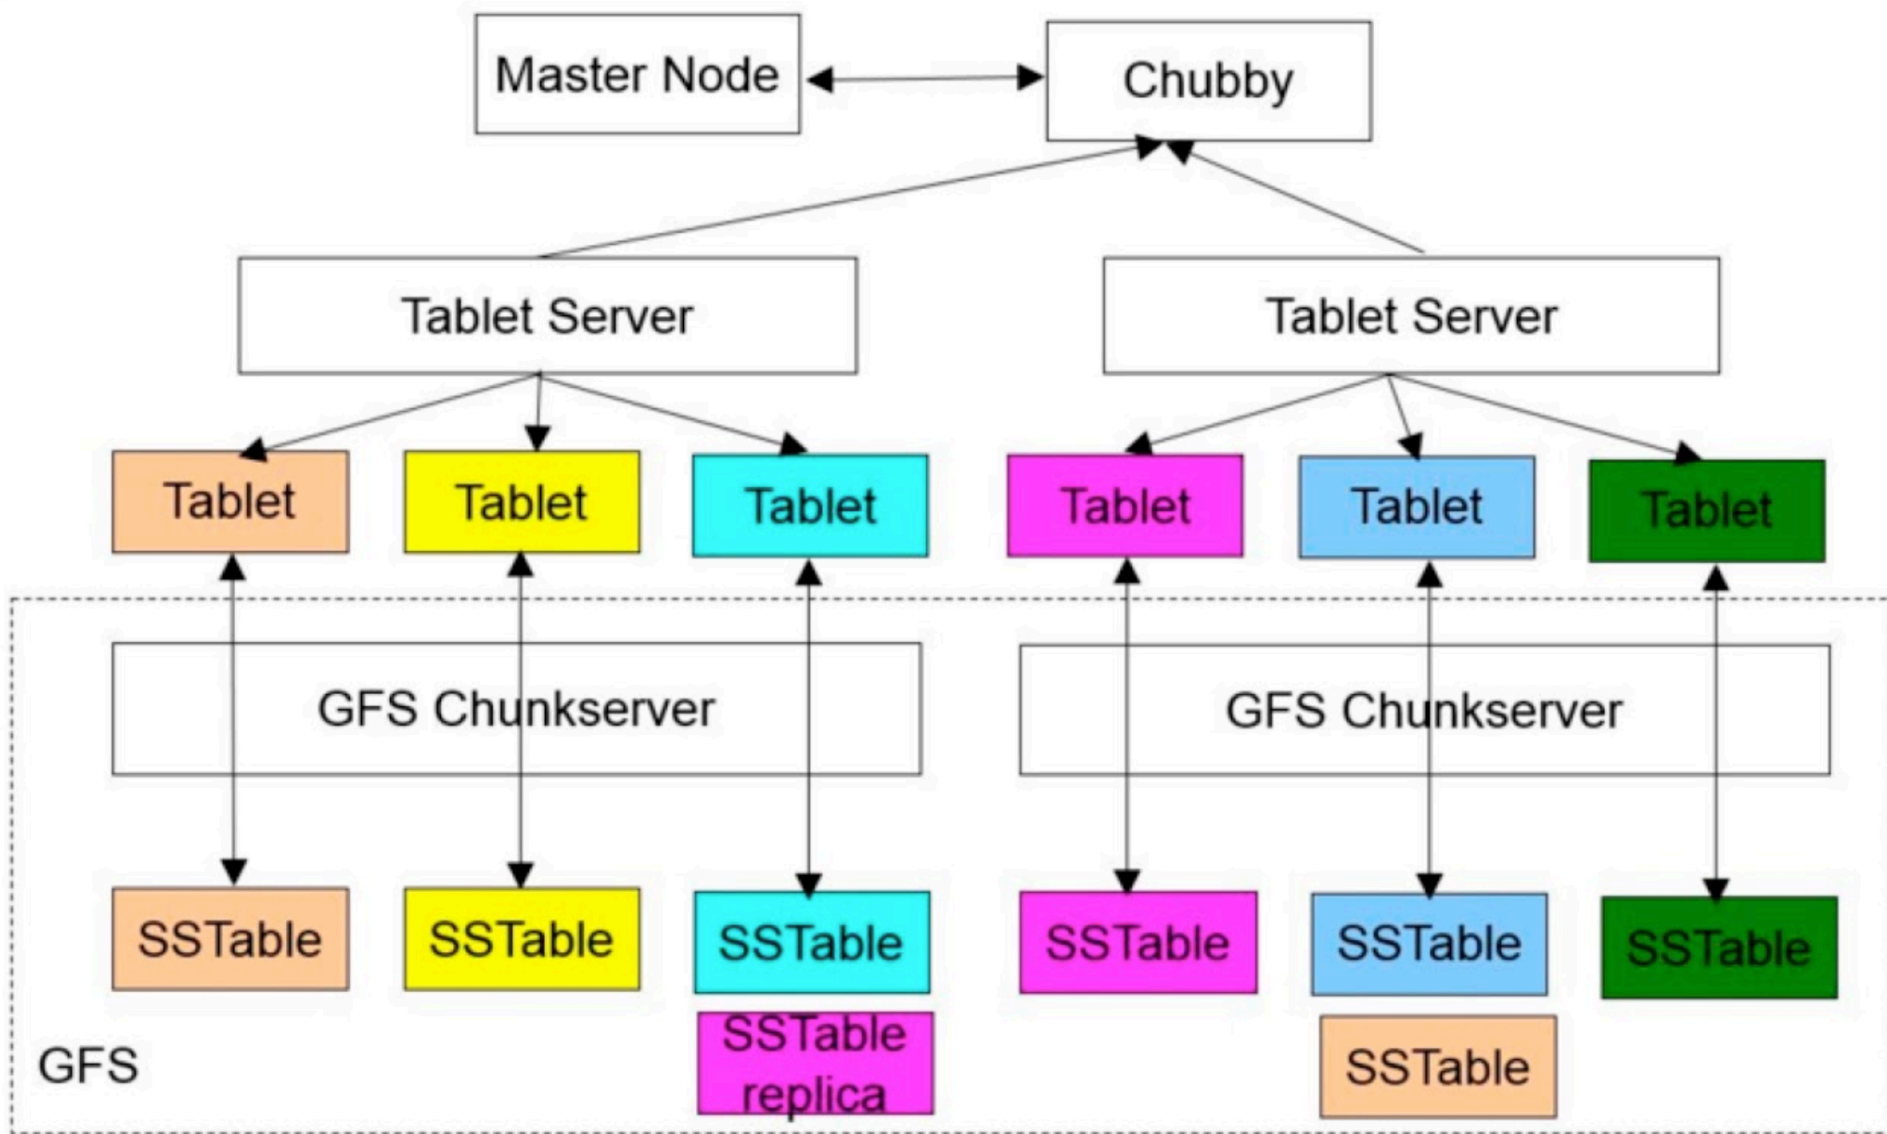 Master Node
Chubby
Tablet Server
Tablet Server
Tablet
Tablet
Tablet
Tablet
Tablet
Tablet
GFS Chunkserver
GFS Chunkserver
SSTable
SSTable
SSTable
SSTable
SSTable
SSTable
SSTable
replica
SSTable
GFS